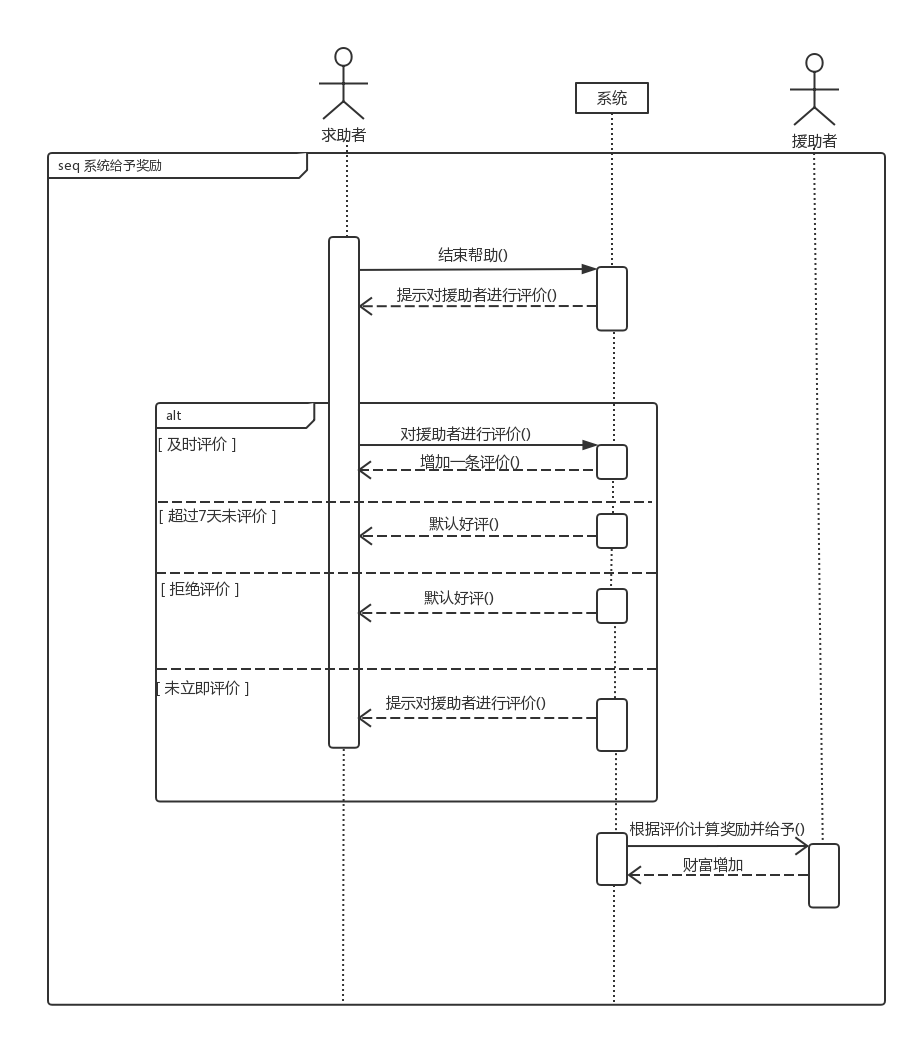 求助者
系统
援助者
seq 系统给予奖励
结束帮助()
提示对援助者进行评价()
alt
[ 及时评价 ]
对援助者进行评价()
增加一条评价()
[ 超过7天未评价 ]
默认好评()
[ 拒绝评价 ]
默认好评()
[ 未立即评价 ]
提示对援助者进行评价()
根据评价计算奖励并给予()
财富增加